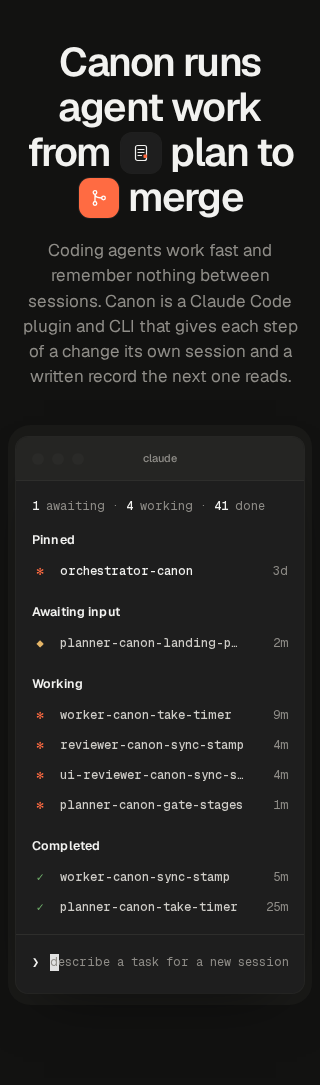 Canon runs
agent work
from plan to
merge
Coding agents work fast and
remember nothing between
sessions. Canon is a Claude Code
plugin and CLI that gives each step
of a change its own session and a
written record the next one reads.
claude
1 awaiting · 4 working · 41 done
Pinned
✻ orchestrator-canon 3d
Awaiting input
◆ planner-canon-landing-p… 2m
Working
✻ worker-canon-take-timer 9m
✻ reviewer-canon-sync-stamp 4m
✻ ui-reviewer-canon-sync-s… 4m
✻ planner-canon-gate-stages 1m
Completed
✓ worker-canon-sync-stamp 5m
✓ planner-canon-take-timer 25m
❯ describe a task for a new session